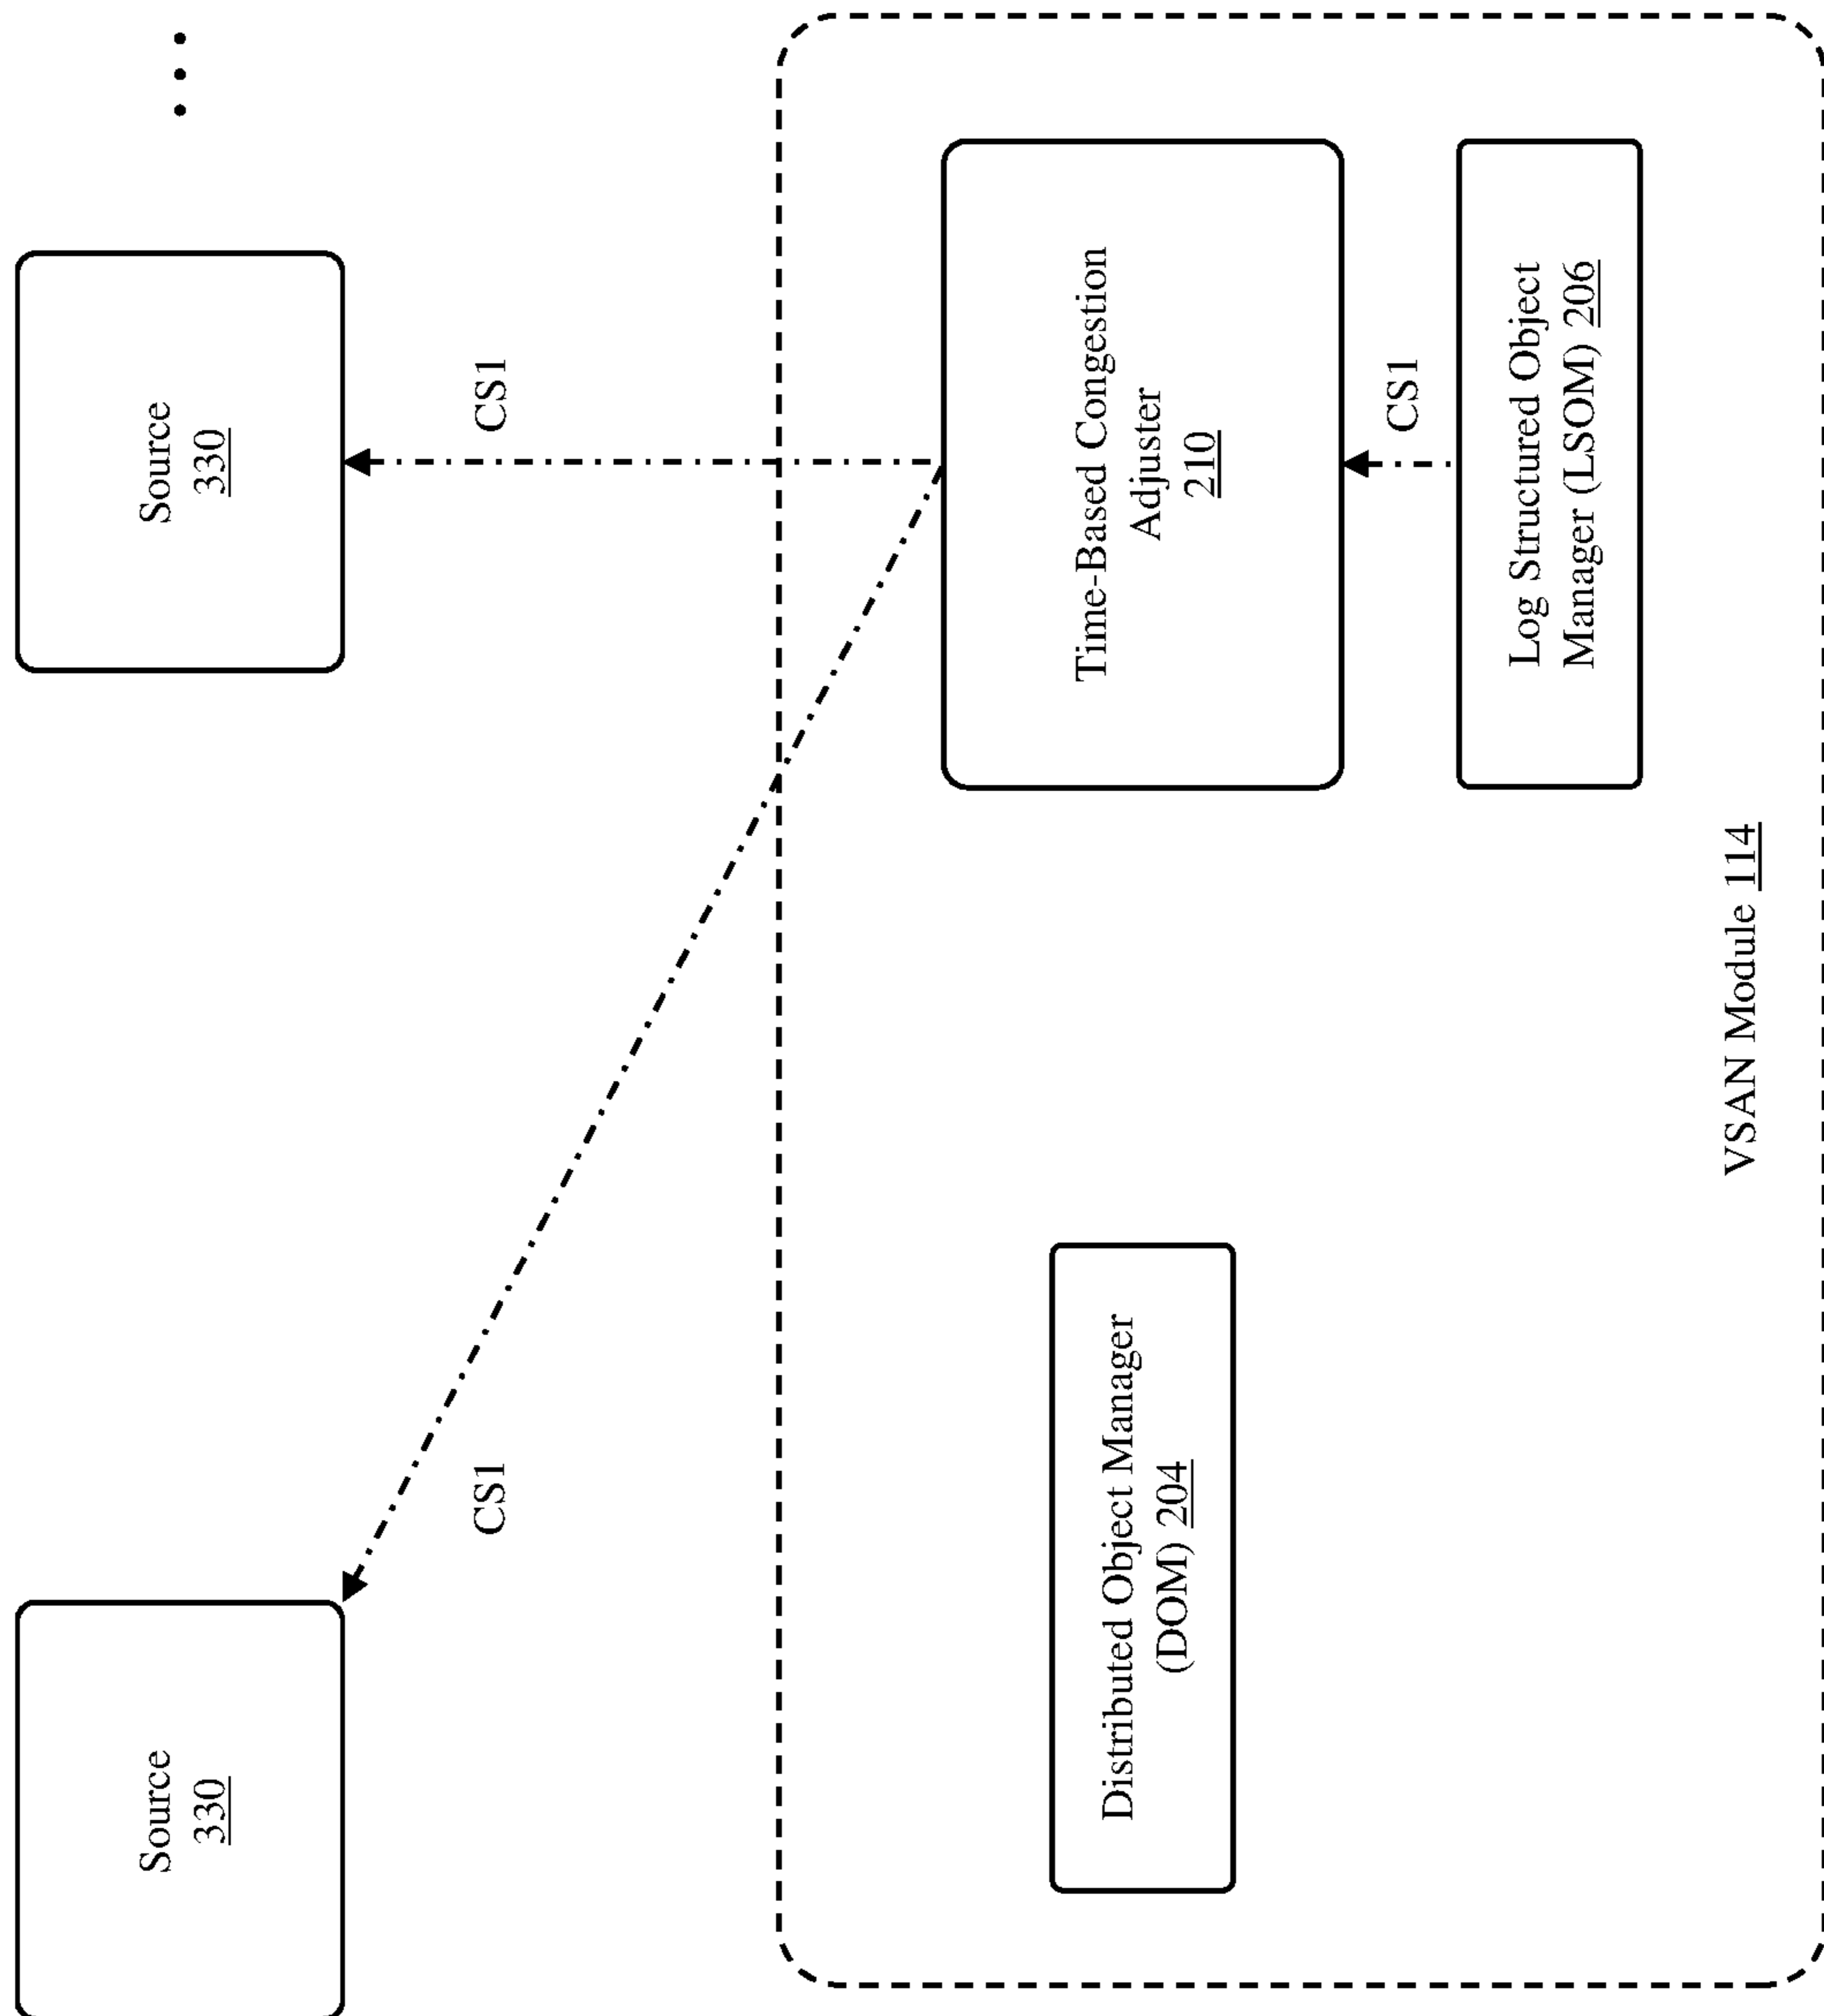 Source
330
Source
330
...
CS1
CS1
Distributed Object Manager
(DOM) 204
Time-Based Congestion
Adjuster
210
CS1
Log Structured Object
Manager (LSOM) 206
VSAN Module 114